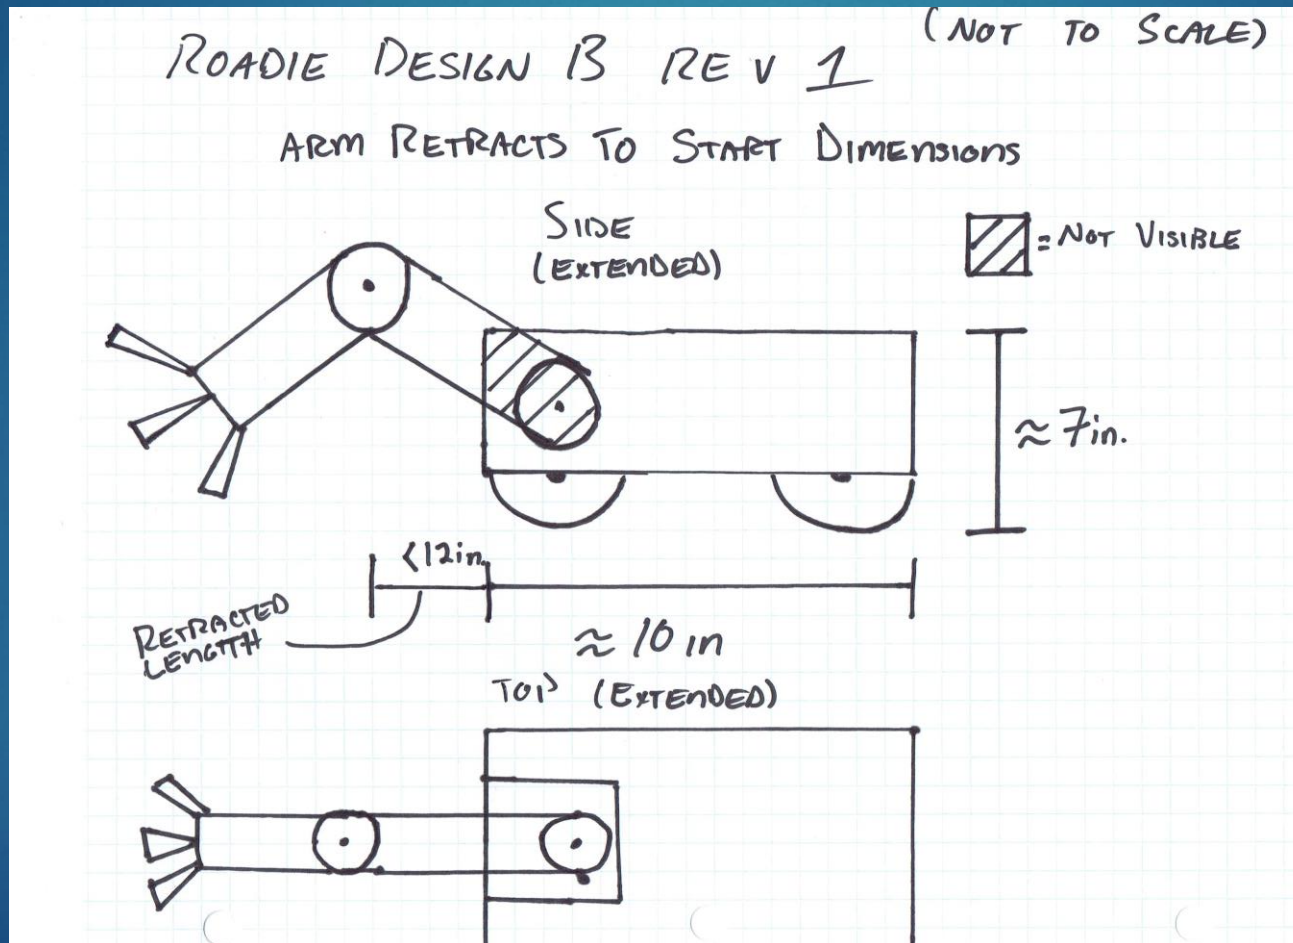 (NOT TO SCALE)
ROADIE DESIGN B REV 1
ARM RETRACTS TO START DIMENSIONS
SIDE
(EXTENDED)
= NOT VISIBLE
≈ 7in.
<12in.
RETRACTED
LENGTH
≈ 10 in
TOP (EXTENDED)